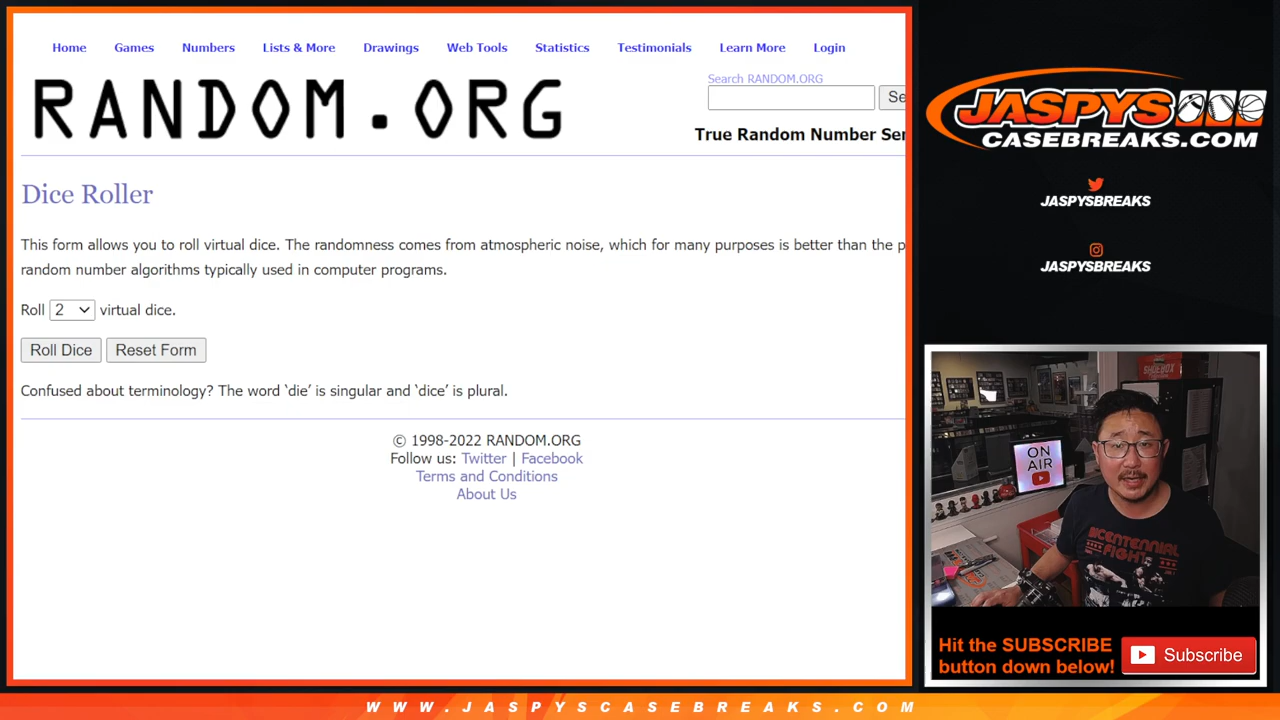 Home Games Numbers Lists & More Drawings Web Tools Statistics Testimonials Learn More Login
RANDOM.ORG
Search RANDOM.ORG
Se
True Random Number Ser
Dice Roller
This form allows you to roll virtual dice. The randomness comes from atmospheric noise, which for many purposes is better than the p
random number algorithms typically used in computer programs.
Roll 2 virtual dice.
Roll Dice Reset Form
Confused about terminology? The word ‘die’ is singular and ‘dice’ is plural.
© 1998-2022 RANDOM.ORG
Follow us: Twitter | Facebook
Terms and Conditions
About Us
JASPYS
CASEBREAKS.COM
JASPYSBREAKS
JASPYSBREAKS
SHOEBOX
ON
AIR
BICENTENNIAL
FIGHT
Hit the SUBSCRIBE
button down below!
Subscribe
WWW.JASPYSCASEBREAKS.COM